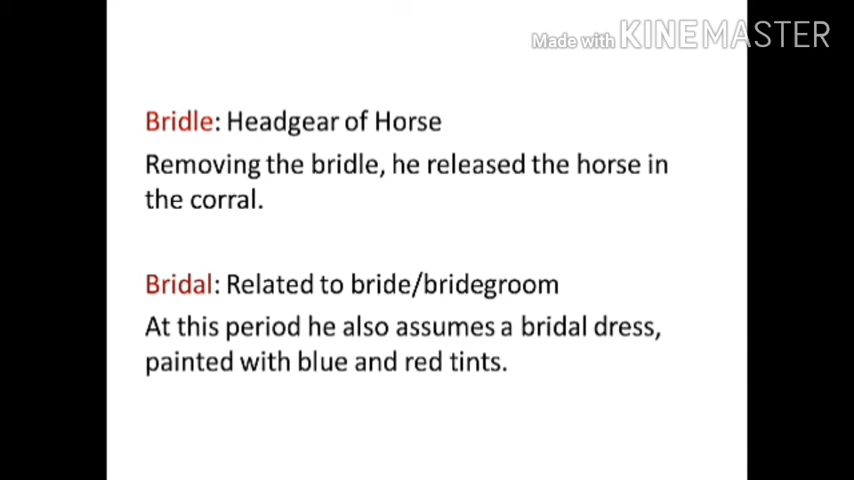 Made with KINEMASTER
Bridle: Headgear of Horse
Removing the bridle, he released the horse in
the corral.
Bridal: Related to bride/bridegroom
At this period he also assumes a bridal dress,
painted with blue and red tints.